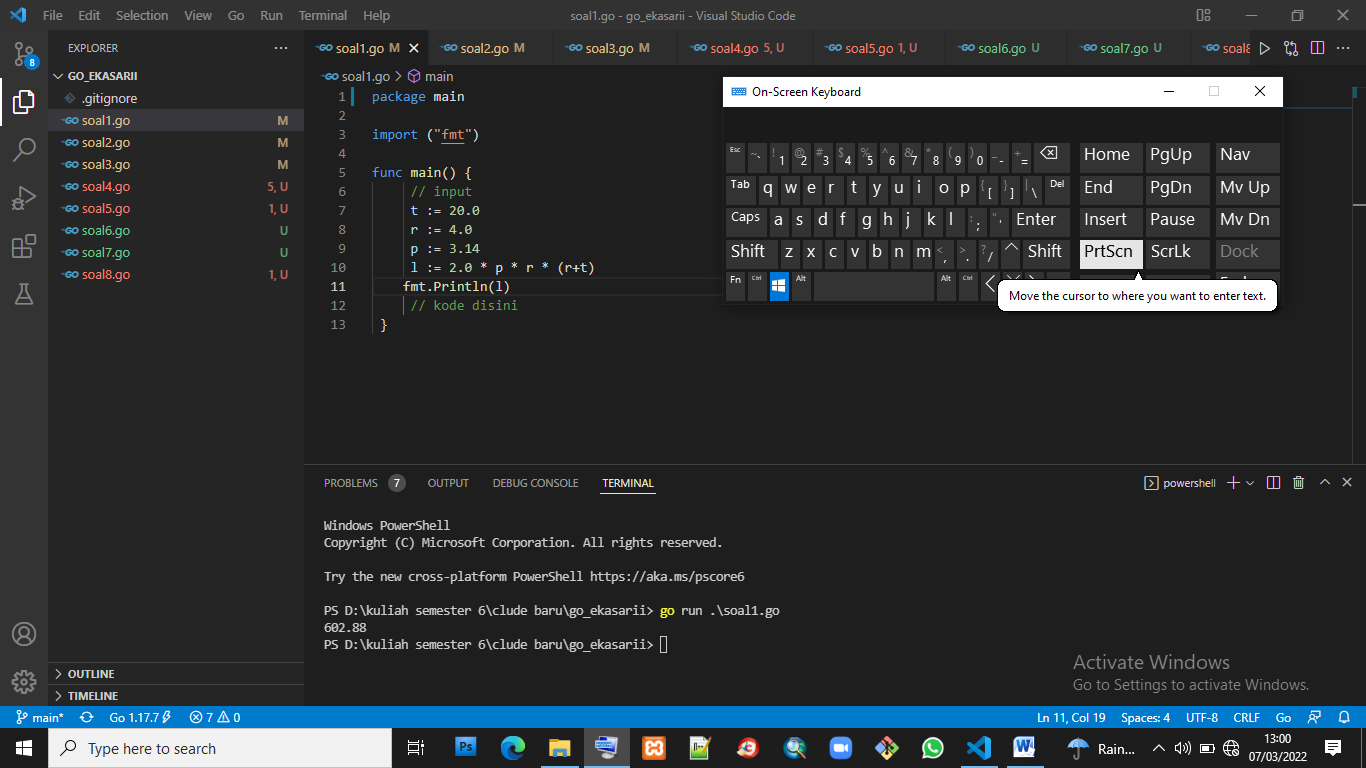 File Edit Selection View Go Run Terminal Help
soal1.go - go_ekasarii - Visual Studio Code
8
EXPLORER
GO_EKASARII
.gitignore
soal1.go M
soal2.go M
soal3.go M
soal4.go 5, U
soal5.go 1, U
soal6.go U
soal7.go U
soal8.go 1, U
OUTLINE
TIMELINE
soal1.go M soal2.go M soal3.go M soal4.go 5, U soal5.go 1, U soal6.go U soal7.go U soal8
soal1.go > main
1 package main
2
3 import ("fmt")
4
5 func main() {
6 // input
7 t := 20.0
8 r := 4.0
9 p := 3.14
10 l := 2.0 * p * r * (r+t)
11 fmt.Println(l)
12 // kode disini
13 }
On-Screen Keyboard
Esc ~ ` ! 1 @ 2 # 3 $ 4 % 5 ^ 6 & 7 * 8 ( 9 ) 0 _ - + = Home PgUp Nav
Tab q w e r t y u i o p { [ } ] | \ Del End PgDn Mv Up
Caps a s d f g h j k l : ; " ' Enter Insert Pause Mv Dn
Shift z x c v b n m < , > . ? / ^ Shift PrtScn ScrLk Dock
Fn Ctrl Alt Alt Ctrl
Move the cursor to where you want to enter text.
PROBLEMS 7 OUTPUT DEBUG CONSOLE TERMINAL
powershell
Windows PowerShell
Copyright (C) Microsoft Corporation. All rights reserved.
Try the new cross-platform PowerShell https://aka.ms/pscore6
PS D:\kuliah semester 6\clude baru\go_ekasarii> go run .\soal1.go
602.88
PS D:\kuliah semester 6\clude baru\go_ekasarii>
Activate Windows
Go to Settings to activate Windows.
main* Go 1.17.7 7 0 Ln 11, Col 19 Spaces: 4 UTF-8 CRLF Go
Type here to search
Ps
W
Rain...
13:00
07/03/2022